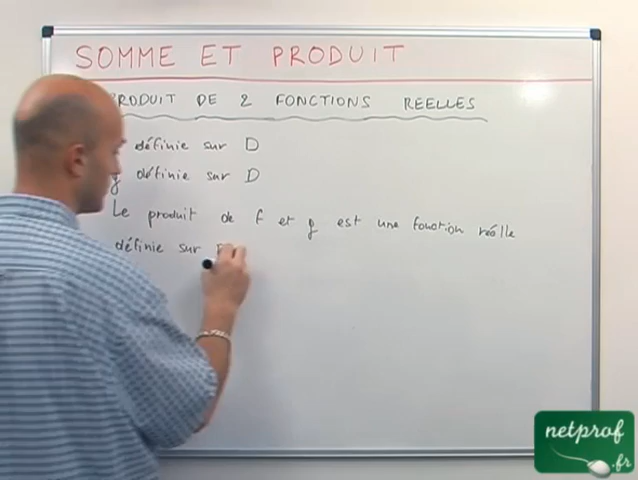 SOMME ET PRODUIT
PRODUIT DE 2 FONCTIONS REELLES
définie sur D
g définie sur D
Le produit de f et g est une fonction réelle
définie sur
netprof
.fr